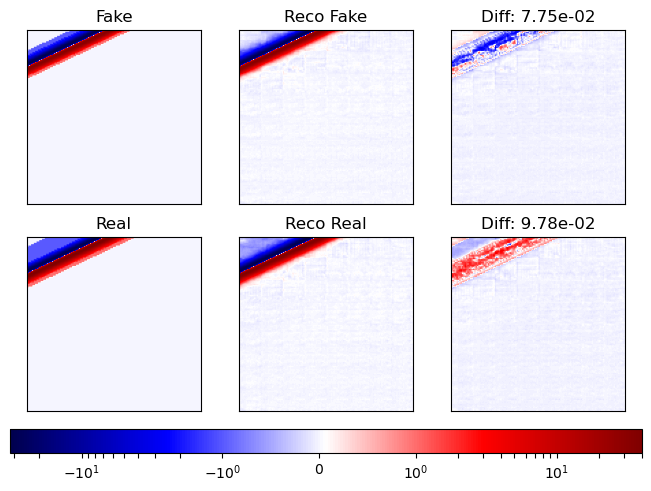 Fake Reco Fake Diff: 7.75e-02
Real Reco Real Diff: 9.78e-02
−10¹ −10⁰ 0 10⁰ 10¹